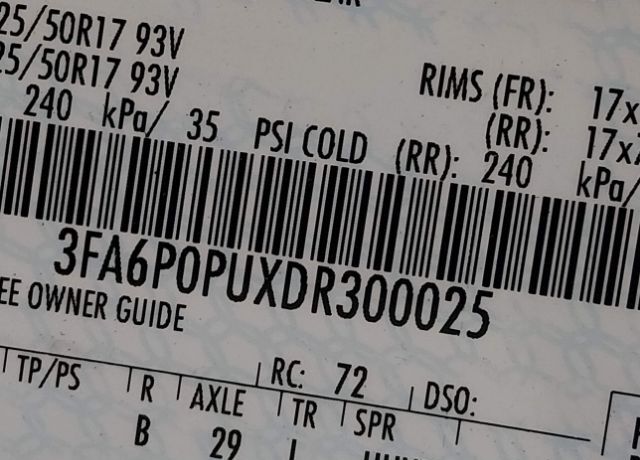 25/50R17 93V
25/50R17 93V
RIMS (FR): 17x
(RR): 17x
240 kPa/ 35 PSI COLD (RR): 240 kPa/
3FA6P0PUXDR300025
EE OWNER GUIDE
RC: 72 DSO:
TP/PS R AXLE TR SPR
B 29